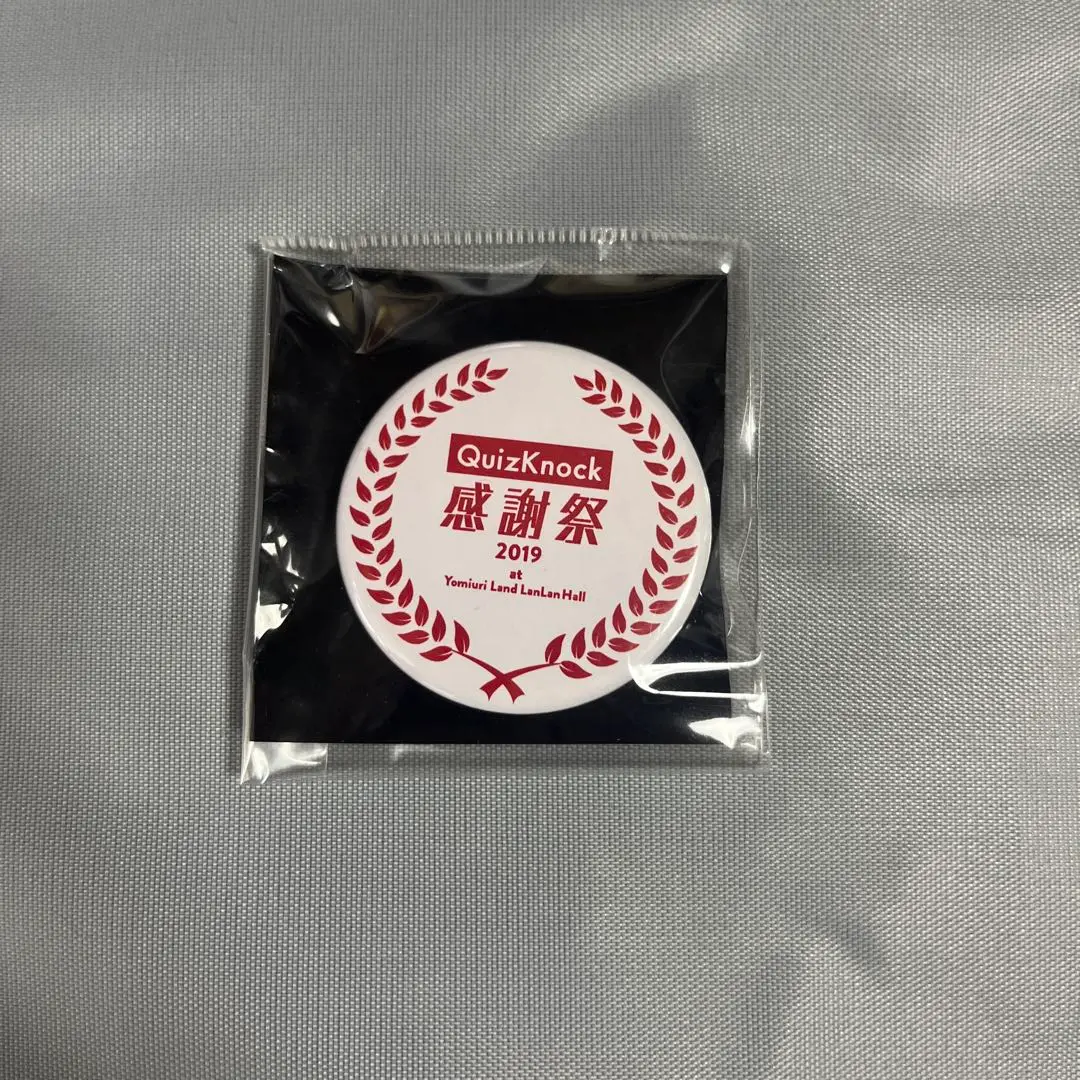 QuizKnock
感謝祭
2019
at
Yomiuri Land LanLan Hall